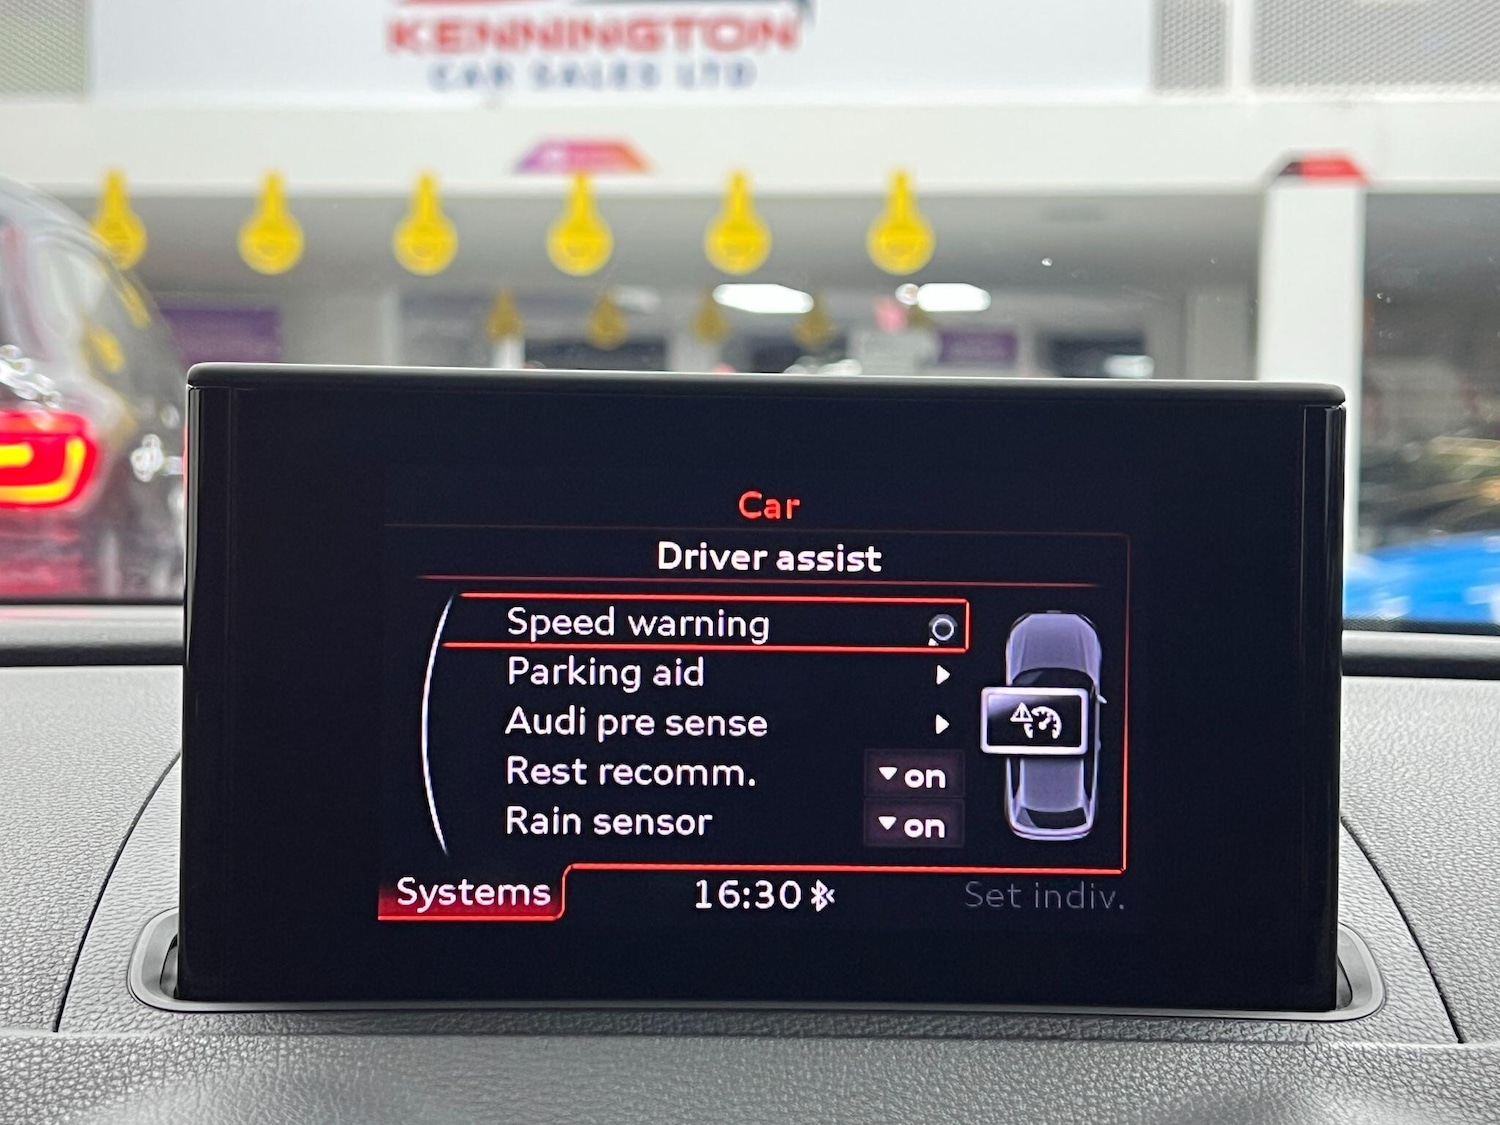 KENNINGTON
CAR SALES LTD
Car
Driver assist
Speed warning
Parking aid
Audi pre sense
Rest recomm. on
Rain sensor on
Systems 16:30 Set indiv.